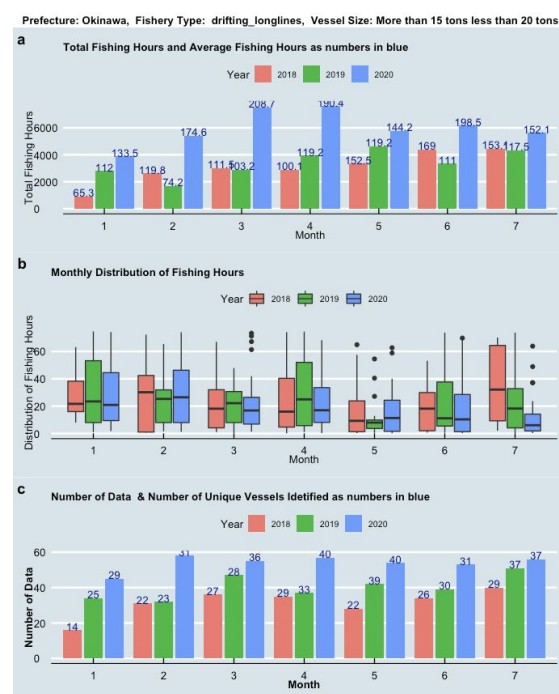 Prefecture: Okinawa, Fishery Type: drifting_longlines, Vessel Size: More than 15 tons less than 20 tons
a
Total Fishing Hours and Average Fishing Hours as numbers in blue
Year 2018 2019 2020
Total Fishing Hours
6000
4000
2000
0
65.3 112 133.5 119.8 74.2 174.6 111.5 103.2 208.7 100.1 119.2 190.4 152.5 119.2 144.2 169 111 198.5 153.1 117.5 152.1
1 2 3 4 5 6 7
Month
b
Monthly Distribution of Fishing Hours
Year 2018 2019 2020
Distribution of Fishing Hours
60
40
20
0
1 2 3 4 5 6 7
Month
c
Number of Data & Number of Unique Vessels Idetified as numbers in blue
Year 2018 2019 2020
Number of Data
60
40
20
0
14 25 29 22 23 31 27 28 36 29 33 40 22 39 40 26 30 31 29 37 37
1 2 3 4 5 6 7
Month